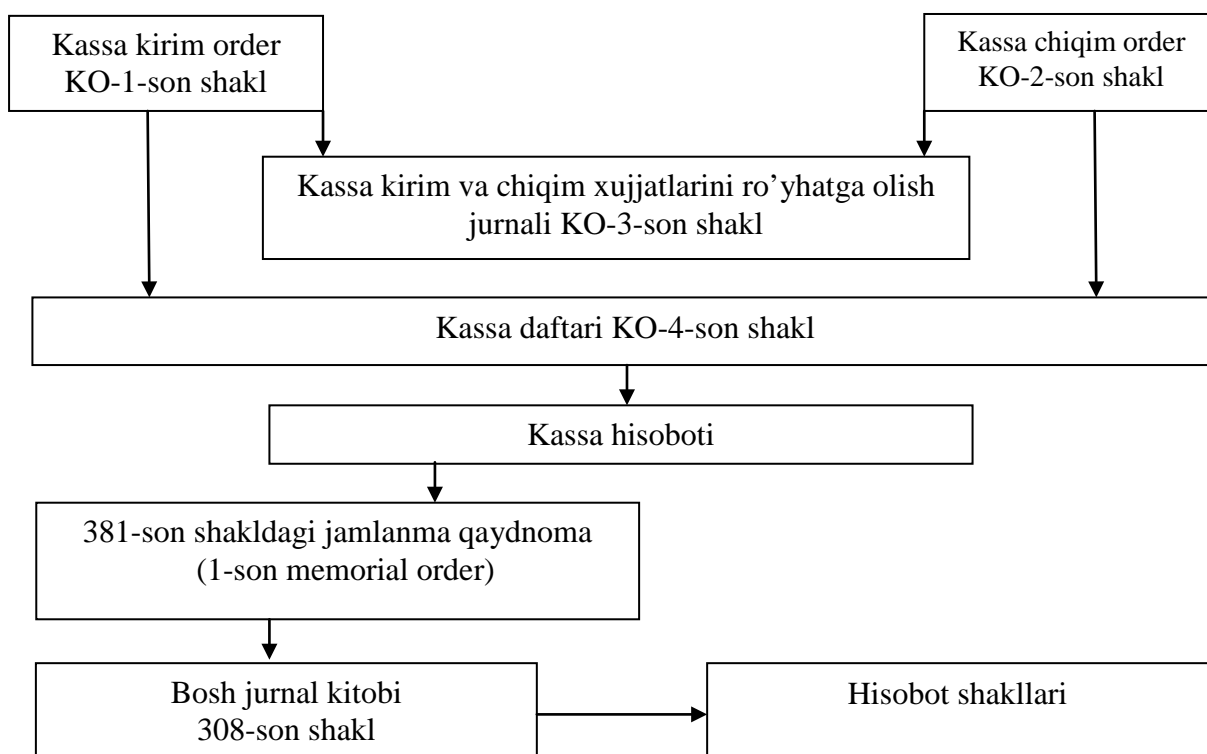 Kassa kirim order
KO-1-son shakl
Kassa chiqim order
KO-2-son shakl
Kassa kirim va chiqim xujjatlarini ro’yhatga olish
jurnali KO-3-son shakl
Kassa daftari KO-4-son shakl
Kassa hisoboti
381-son shakldagi jamlanma qaydnoma
(1-son memorial order)
Bosh jurnal kitobi
308-son shakl
Hisobot shakllari